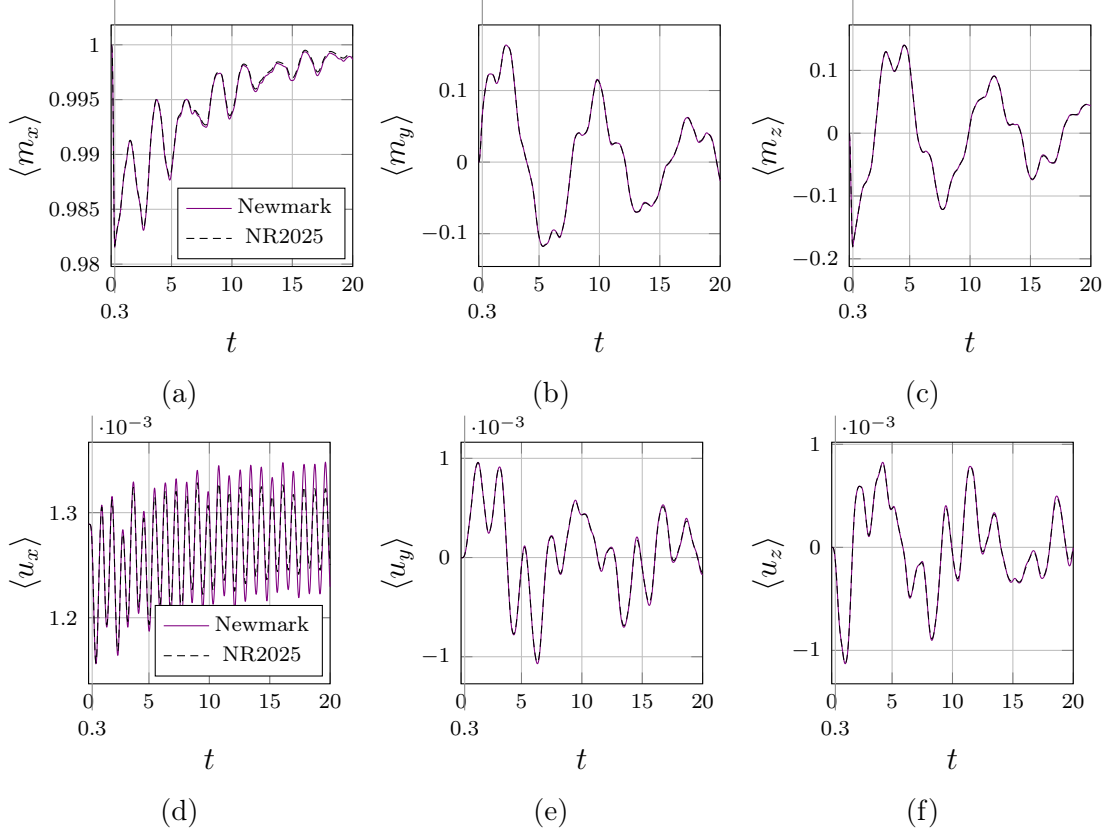 1
0.995
0.99
0.985
0.98
⟨m_x⟩
Newmark
NR2025
0 5 10 15 20
0.3
t
(a)
0.1
0
−0.1
⟨m_y⟩
0 5 10 15 20
0.3
t
(b)
0.1
0
−0.1
−0.2
⟨m_z⟩
0 5 10 15 20
0.3
t
(c)
·10⁻³
1.3
1.2
⟨u_x⟩
Newmark
NR2025
0 5 10 15 20
0.3
t
(d)
·10⁻³
1
0
−1
⟨u_y⟩
0 5 10 15 20
0.3
t
(e)
·10⁻³
1
0
−1
⟨u_z⟩
0 5 10 15 20
0.3
t
(f)